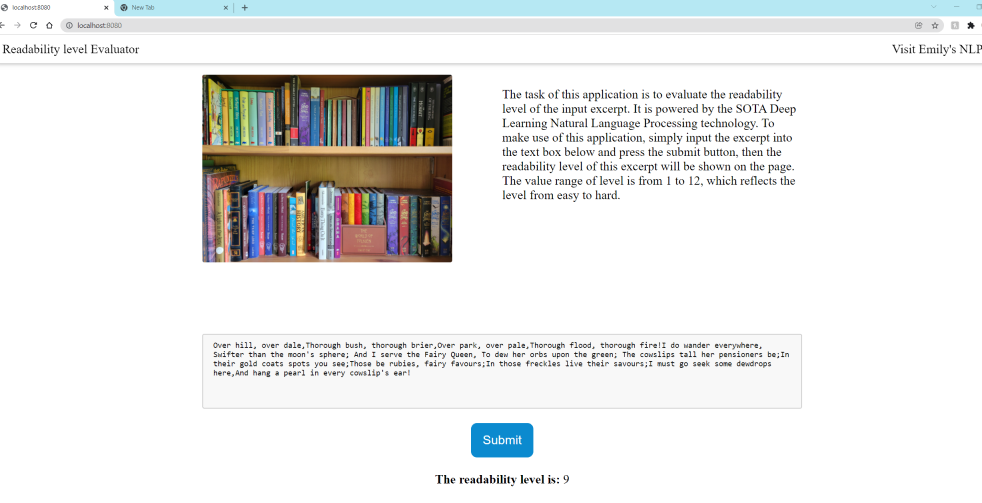 localhost:8080
New Tab
localhost:8080
Readability level Evaluator
Visit Emily's NLP
The task of this application is to evaluate the readability
level of the input excerpt. It is powered by the SOTA Deep
Learning Natural Language Processing technology. To
make use of this application, simply input the excerpt into
the text box below and press the submit button, then the
readability level of this excerpt will be shown on the page.
The value range of level is from 1 to 12, which reflects the
level from easy to hard.
Over hill, over dale,Thorough bush, thorough brier,Over park, over pale,Thorough flood, thorough fire!I do wander everywhere,
Swifter than the moon's sphere; And I serve the Fairy Queen, To dew her orbs upon the green; The cowslips tall her pensioners be;In
their gold coats spots you see;Those be rubies, fairy favours;In those freckles live their savours;I must go seek some dewdrops
here,And hang a pearl in every cowslip's ear!
Submit
The readability level is: 9